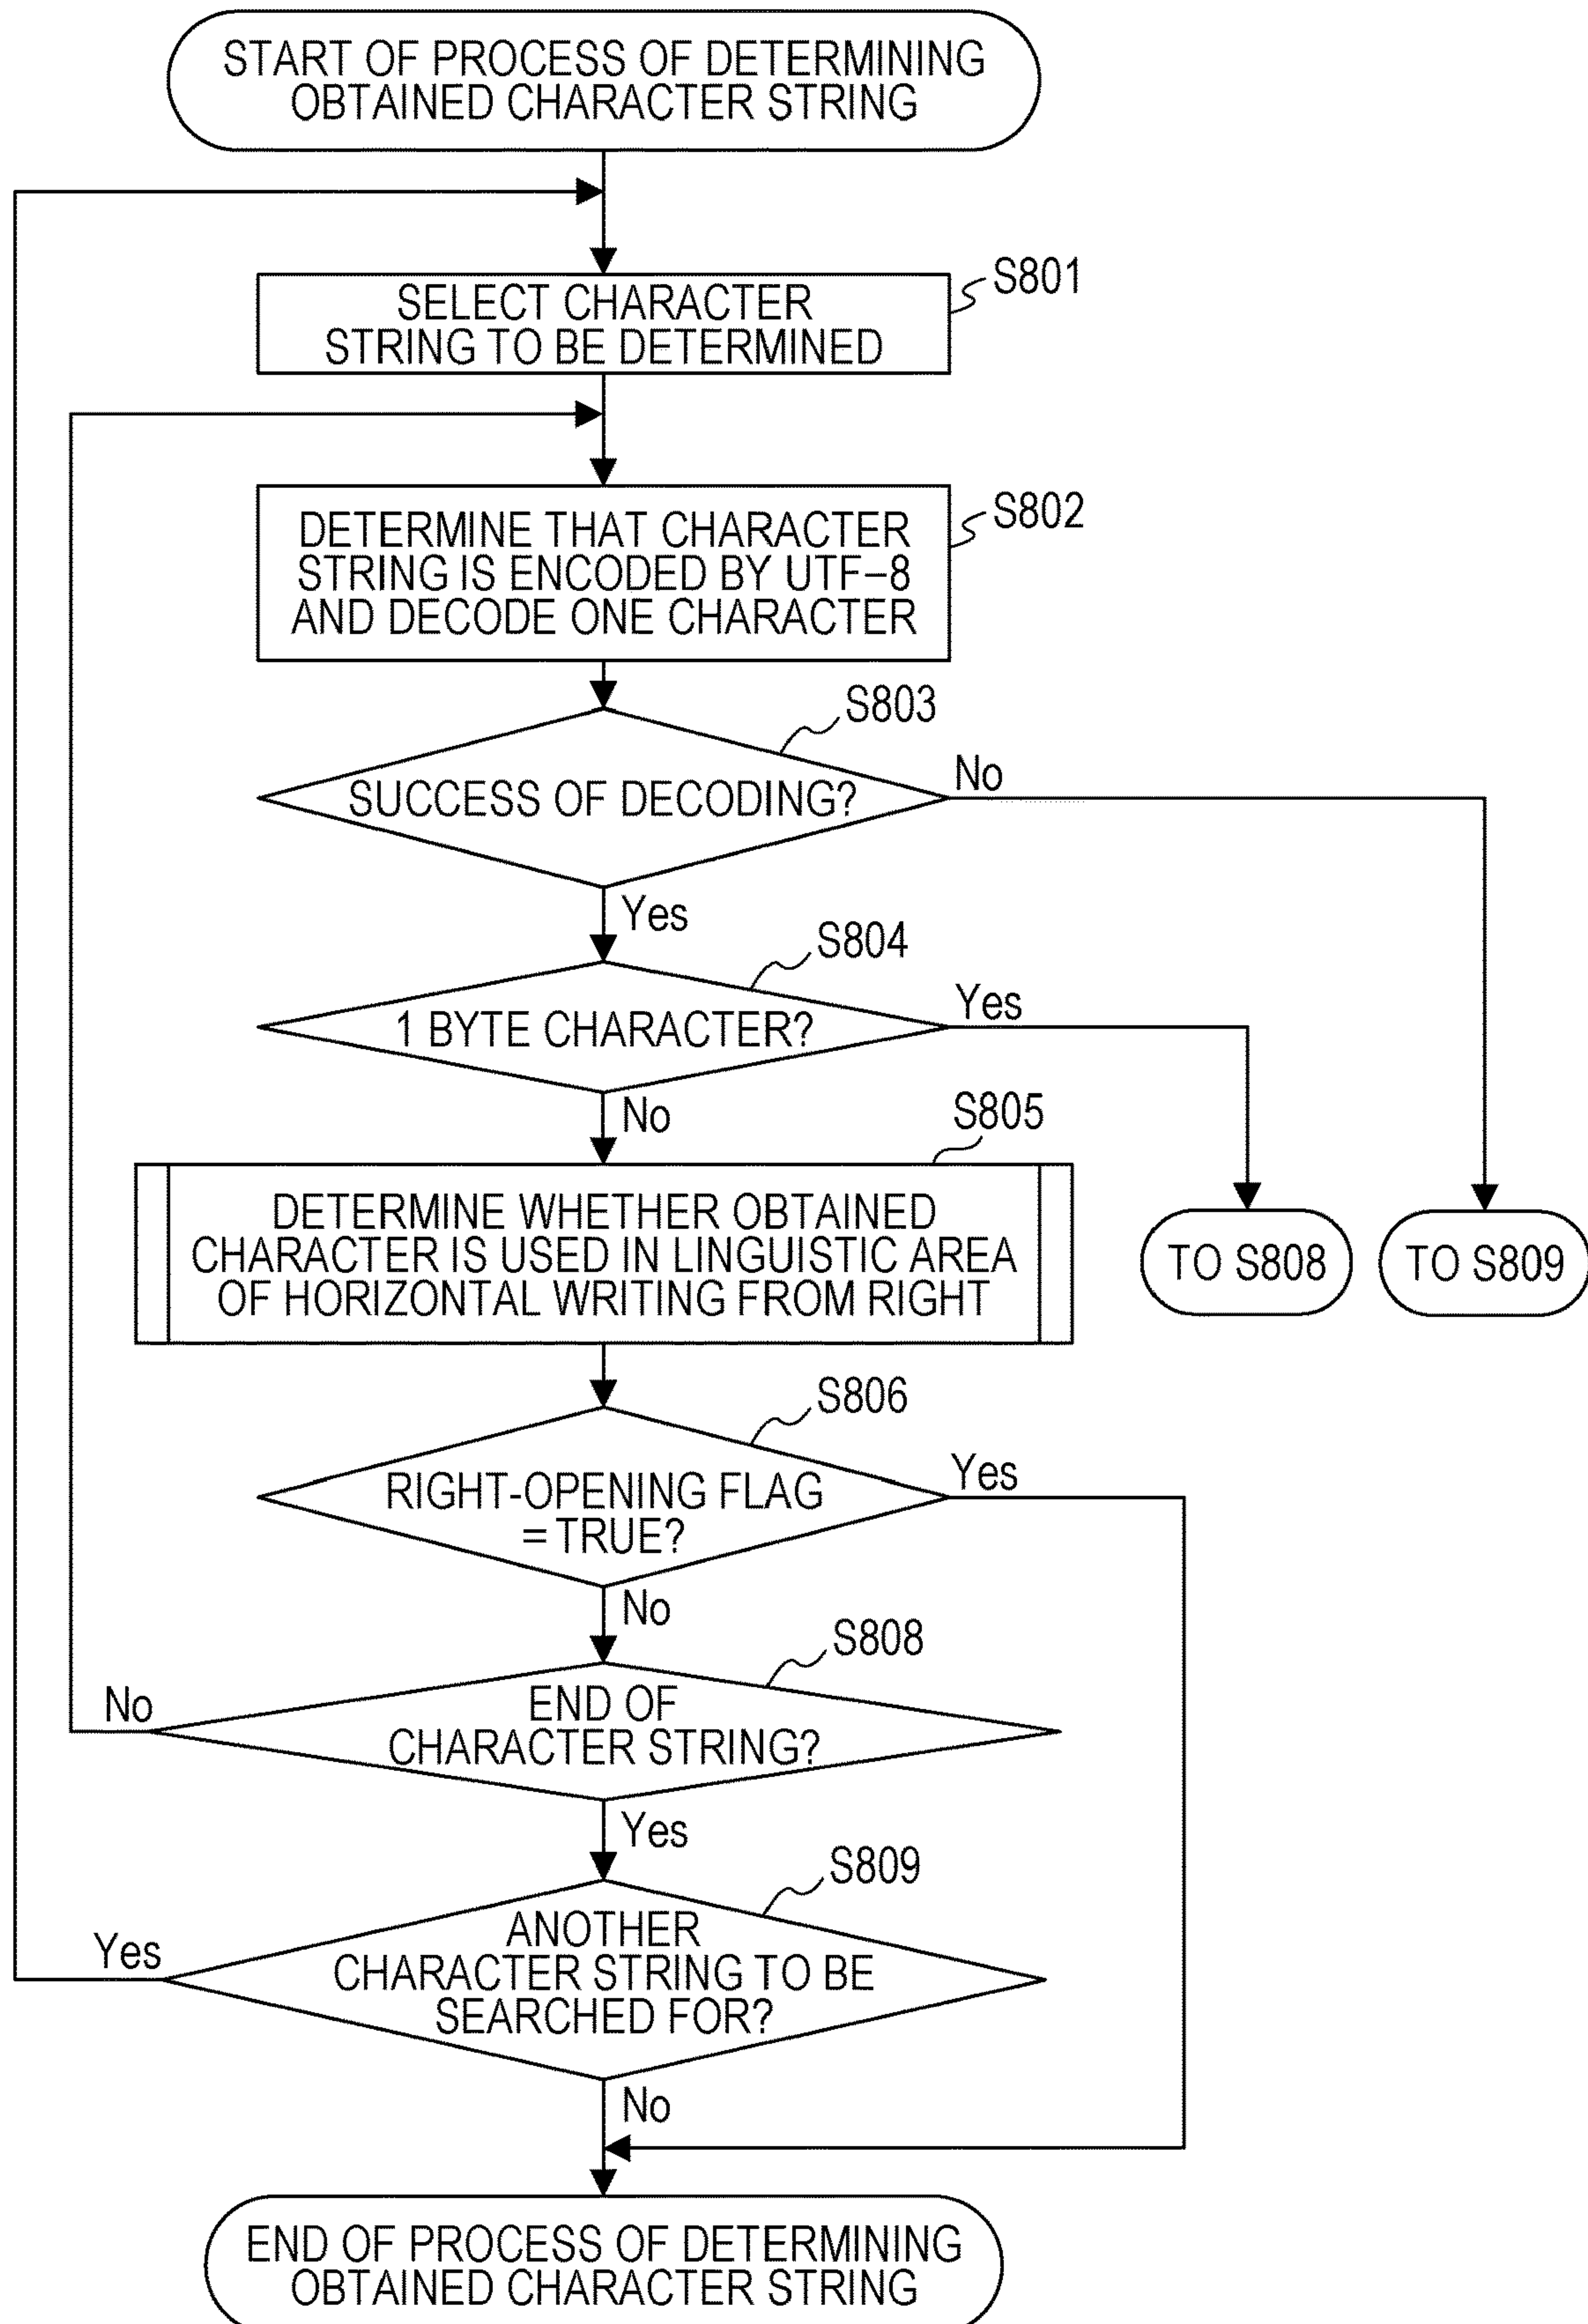 START OF PROCESS OF DETERMINING
OBTAINED CHARACTER STRING
S801
SELECT CHARACTER
STRING TO BE DETERMINED
S802
DETERMINE THAT CHARACTER
STRING IS ENCODED BY UTF-8
AND DECODE ONE CHARACTER
S803
SUCCESS OF DECODING?
No
Yes
S804
1 BYTE CHARACTER?
Yes
No
S805
DETERMINE WHETHER OBTAINED
CHARACTER IS USED IN LINGUISTIC AREA
OF HORIZONTAL WRITING FROM RIGHT
TO S808
TO S809
S806
RIGHT-OPENING FLAG
= TRUE?
Yes
No
S808
END OF
CHARACTER STRING?
No
Yes
S809
ANOTHER
CHARACTER STRING TO BE
SEARCHED FOR?
Yes
No
END OF PROCESS OF DETERMINING
OBTAINED CHARACTER STRING